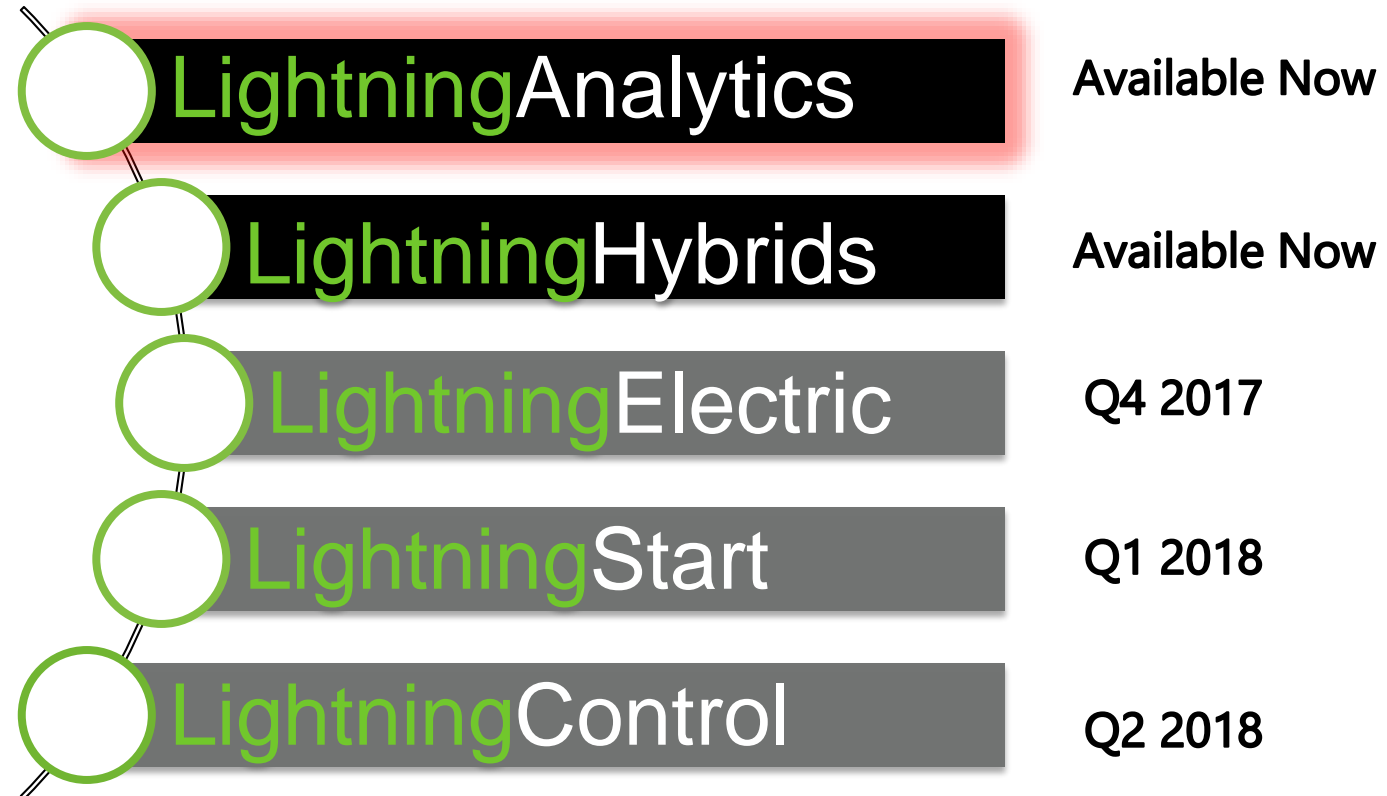 LightningAnalytics Available Now
LightningHybrids Available Now
LightningElectric Q4 2017
LightningStart Q1 2018
LightningControl Q2 2018